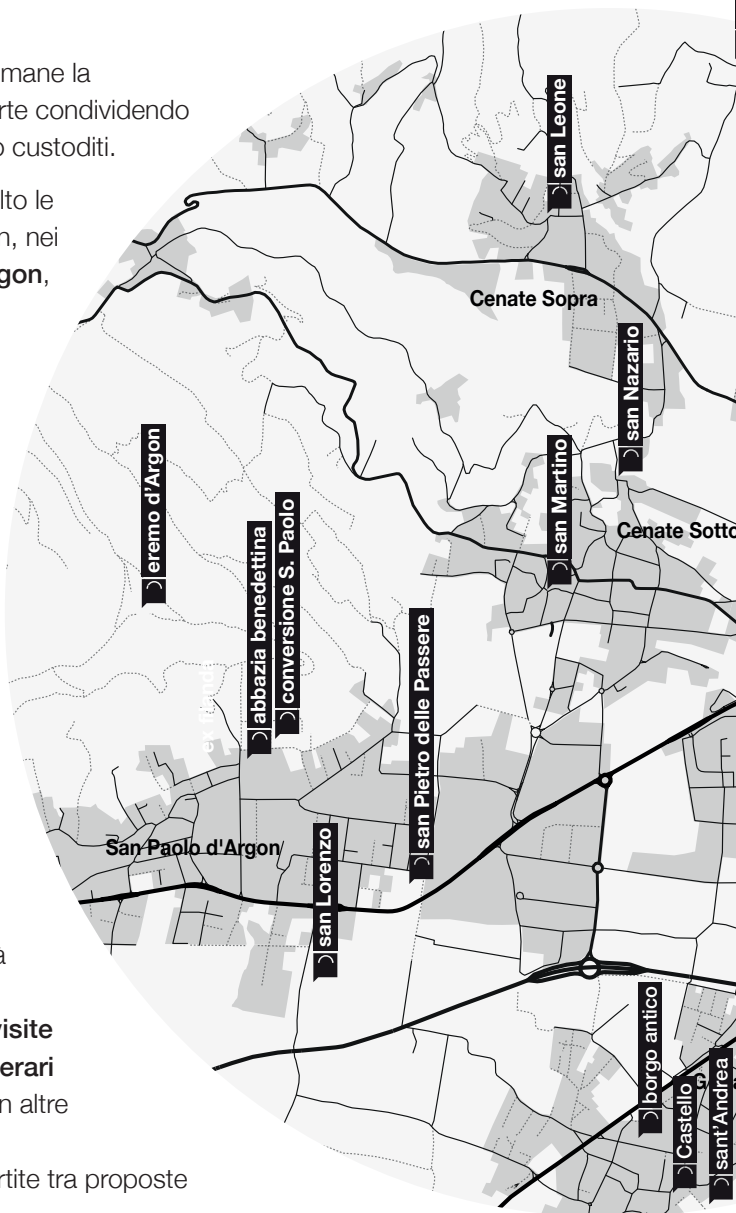 mane la
rte condividendo
o custoditi.
lto le
n, nei
gon,
san Leone
Cenate Sopra
san Nazario
eremo d'Argon
san Martino
abbazia benedettina
conversione S. Paolo
Cenate Sotto
san Pietro delle Passere
ex filanda
San Paolo d'Argon
san Lorenzo
à
visite
erari
n altre
rtite tra proposte
borgo antico
Castello
sant'Andrea